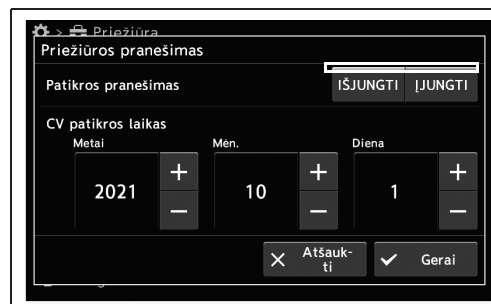 > Priežiūra
Priežiūros pranešimas
Patikros pranešimas IŠJUNGTI ĮJUNGTI
CV patikros laikas
Metai Mėn. Diena
+ + +
2021 10 1
− − −
Atšauk-
ti
Gerai